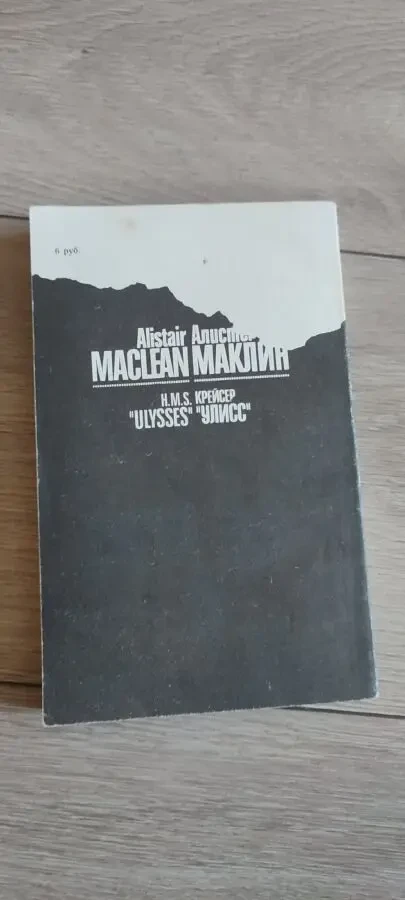 6 руб.
Alistair Алистер
MACLEAN МАКЛИН
H.M.S. КРЕЙСЕР
"ULYSSES" "УЛИСС"